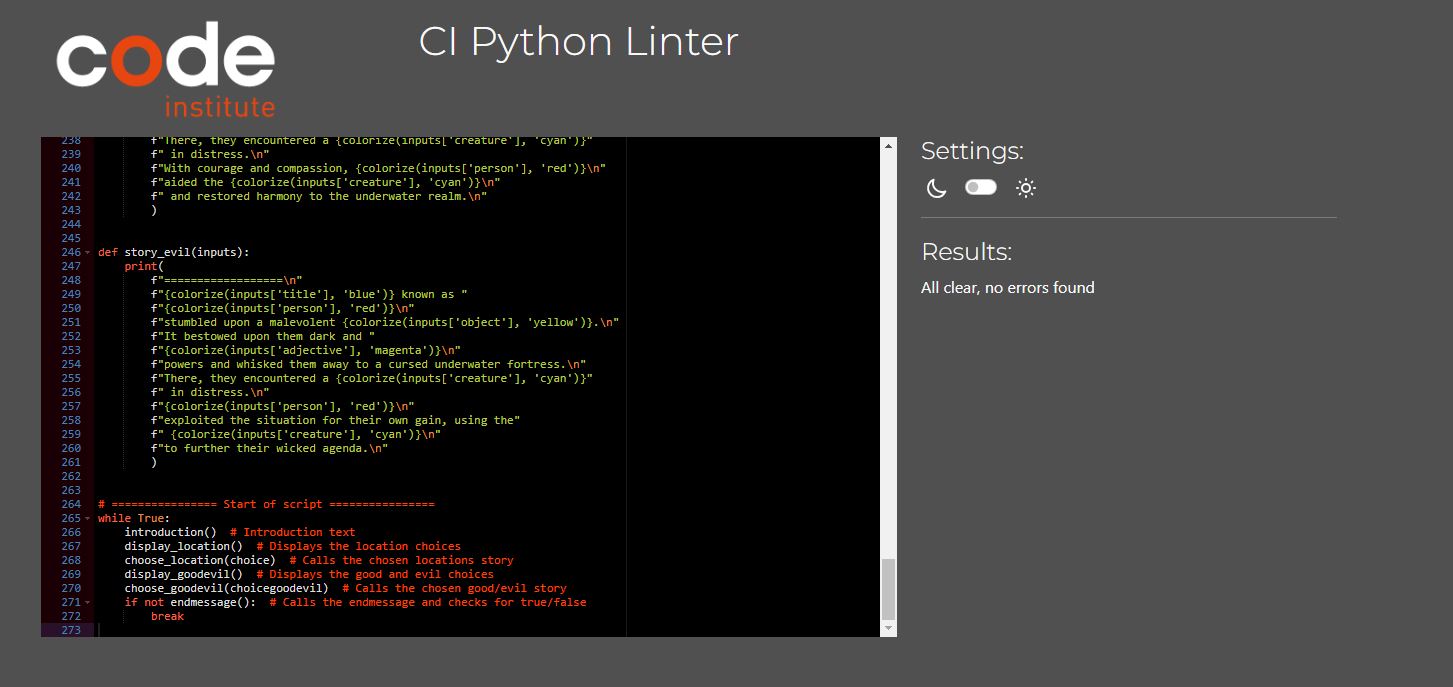 code
institute
CI Python Linter
238 f"There, they encountered a {colorize(inputs['creature'], 'cyan')}"
239 f" in distress.\n"
240 f"With courage and compassion, {colorize(inputs['person'], 'red')}\n"
241 f"aided the {colorize(inputs['creature'], 'cyan')}\n"
242 f" and restored harmony to the underwater realm.\n"
243 )
244
245
246 def story_evil(inputs):
247 print(
248 f"==================\n"
249 f"{colorize(inputs['title'], 'blue')} known as "
250 f"{colorize(inputs['person'], 'red')}\n"
251 f"stumbled upon a malevolent {colorize(inputs['object'], 'yellow')}.\n"
252 f"It bestowed upon them dark and "
253 f"{colorize(inputs['adjective'], 'magenta')}\n"
254 f"powers and whisked them away to a cursed underwater fortress.\n"
255 f"There, they encountered a {colorize(inputs['creature'], 'cyan')}"
256 f" in distress.\n"
257 f"{colorize(inputs['person'], 'red')}\n"
258 f"exploited the situation for their own gain, using the"
259 f" {colorize(inputs['creature'], 'cyan')}\n"
260 f"to further their wicked agenda.\n"
261 )
262
263
264 # ================ Start of script ================
265 while True:
266 introduction()  # Introduction text
267 display_location()  # Displays the location choices
268 choose_location(choice)  # Calls the chosen locations story
269 display_goodevil()  # Displays the good and evil choices
270 choose_goodevil(choicegoodevil)  # Calls the chosen good/evil story
271 if not endmessage():  # Calls the endmessage and checks for true/false
272 break
273
Settings:
Results:
All clear, no errors found